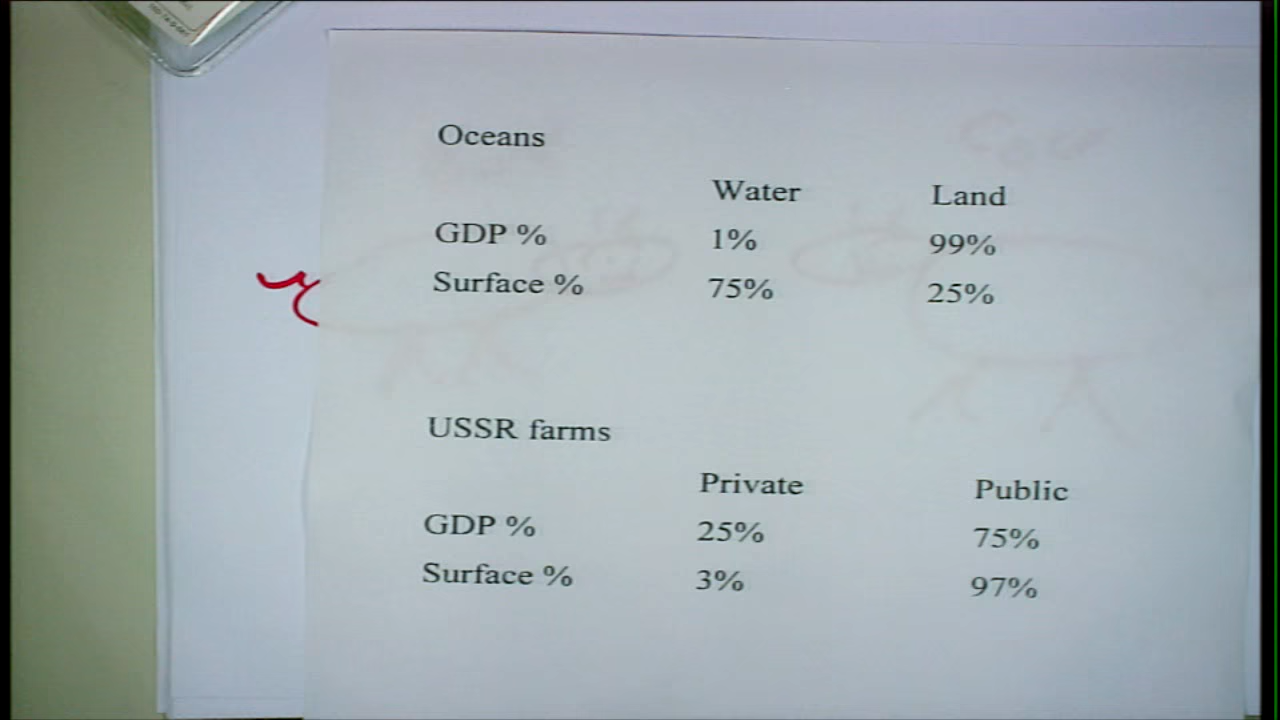 Oceans
Water Land
GDP % 1% 99%
Surface % 75% 25%
USSR farms
Private Public
GDP % 25% 75%
Surface % 3% 97%